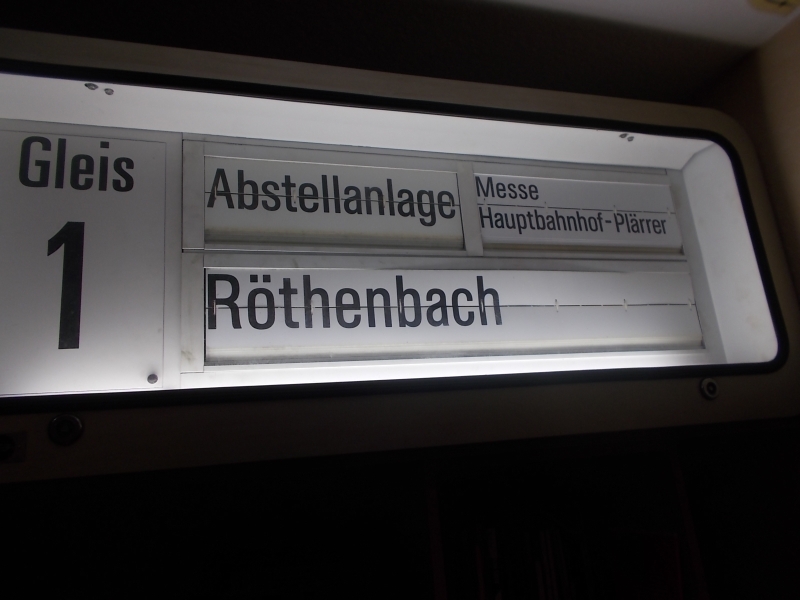 Gleis
1
Abstellanlage
Messe
Hauptbahnhof-Plärrer
Röthenbach